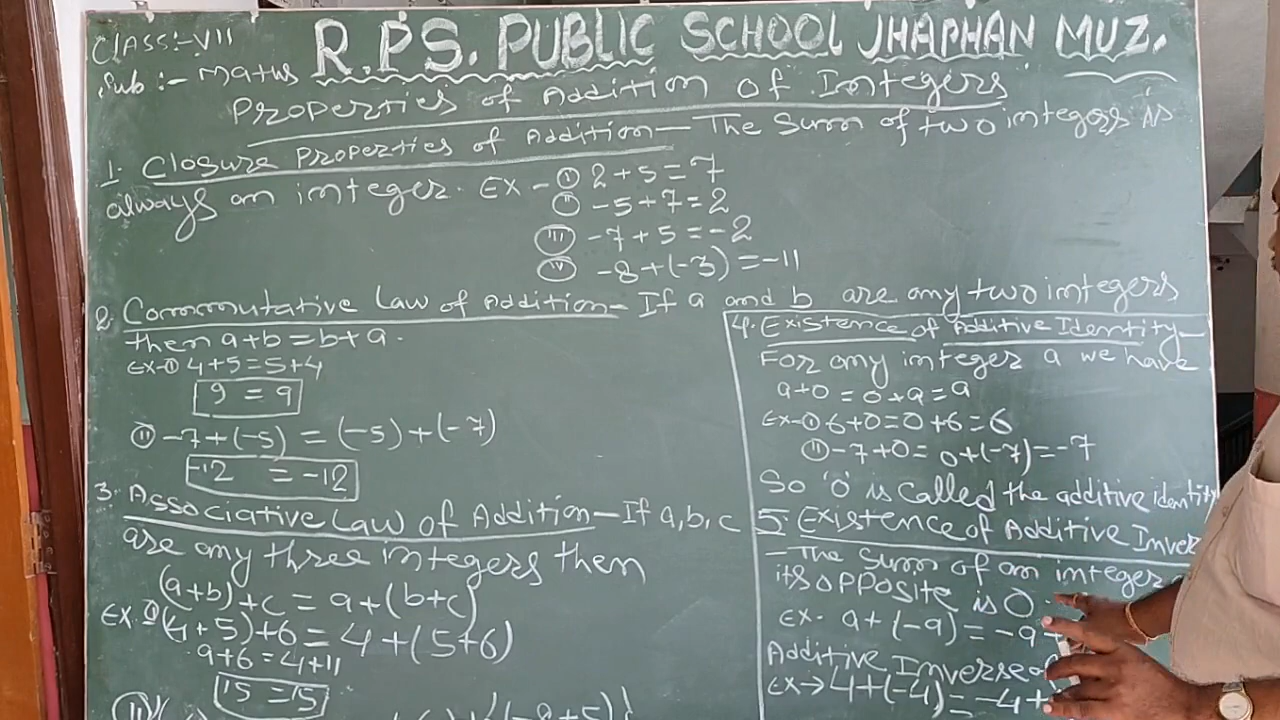 CLASS:-VII
R.P.S. PUBLIC SCHOOL JHAPHAN MUZ.
Sub :- Maths
Properties of Addition of Integers
1. Closure Properties of Addition - The Sum of two integers is
always an integer. Ex - (i) 2+5=7
(ii) -5+7=2
(iii) -7+5=-2
(iv) -8+(-3)=-11
2. Commutative Law of Addition - If a and b are any two integers
then a+b=b+a.
Ex-(i) 4+5=5+4
9 = 9
(ii) -7+(-5) = (-5)+(-7)
-12 = -12
3. Associative Law of Addition - If a,b,c
are any three integers then
(a+b)+c = a+(b+c)
Ex. (i) (4+5)+6 = 4+(5+6)
9+6=4+11
15=15
(ii)
(-8+5)}
4. Existence of Additive Identity -
For any integer a we have
a+0=0+a=a
Ex-(i) 6+0=0+6=6
(ii) -7+0=0+(-7)=-7
So '0' is called the additive identity
5. Existence of Additive Inver
- The Sum of an integer
its opposite is 0.
Ex. a+(-a)=-a+
Additive Inverse
Ex→ 4+(-4)=-4+